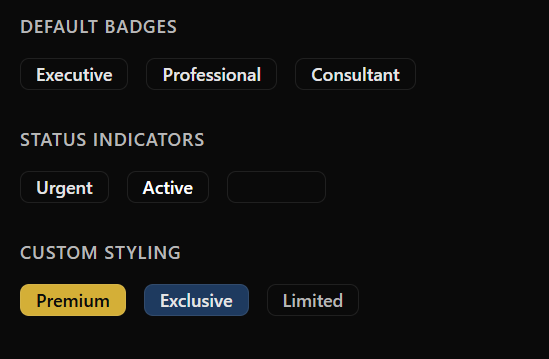 DEFAULT BADGES
Executive Professional Consultant
STATUS INDICATORS
Urgent Active
CUSTOM STYLING
Premium Exclusive Limited